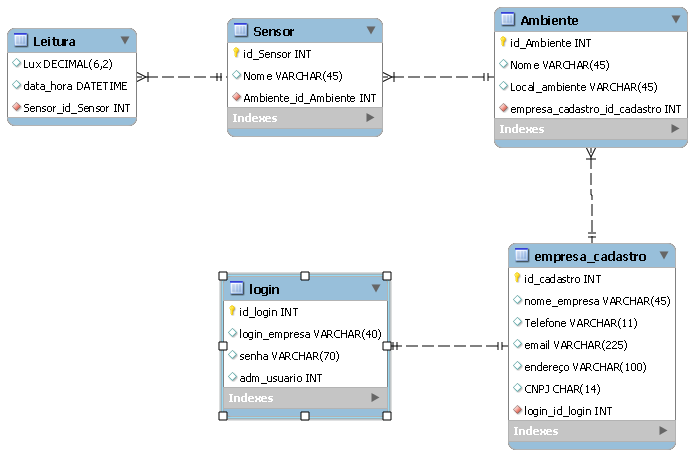 Leitura
Lux DECIMAL(6,2)
data_hora DATETIME
Sensor_id_Sensor INT
Sensor
id_Sensor INT
Nome VARCHAR(45)
Ambiente_id_Ambiente INT
Indexes
Ambiente
id_Ambiente INT
Nome VARCHAR(45)
Local_ambiente VARCHAR(45)
empresa_cadastro_id_cadastro INT
Indexes
login
id_login INT
login_empresa VARCHAR(40)
senha VARCHAR(70)
adm_usuario INT
Indexes
empresa_cadastro
id_cadastro INT
nome_empresa VARCHAR(45)
Telefone VARCHAR(11)
email VARCHAR(225)
endereço VARCHAR(100)
CNPJ CHAR(14)
login_id_login INT
Indexes